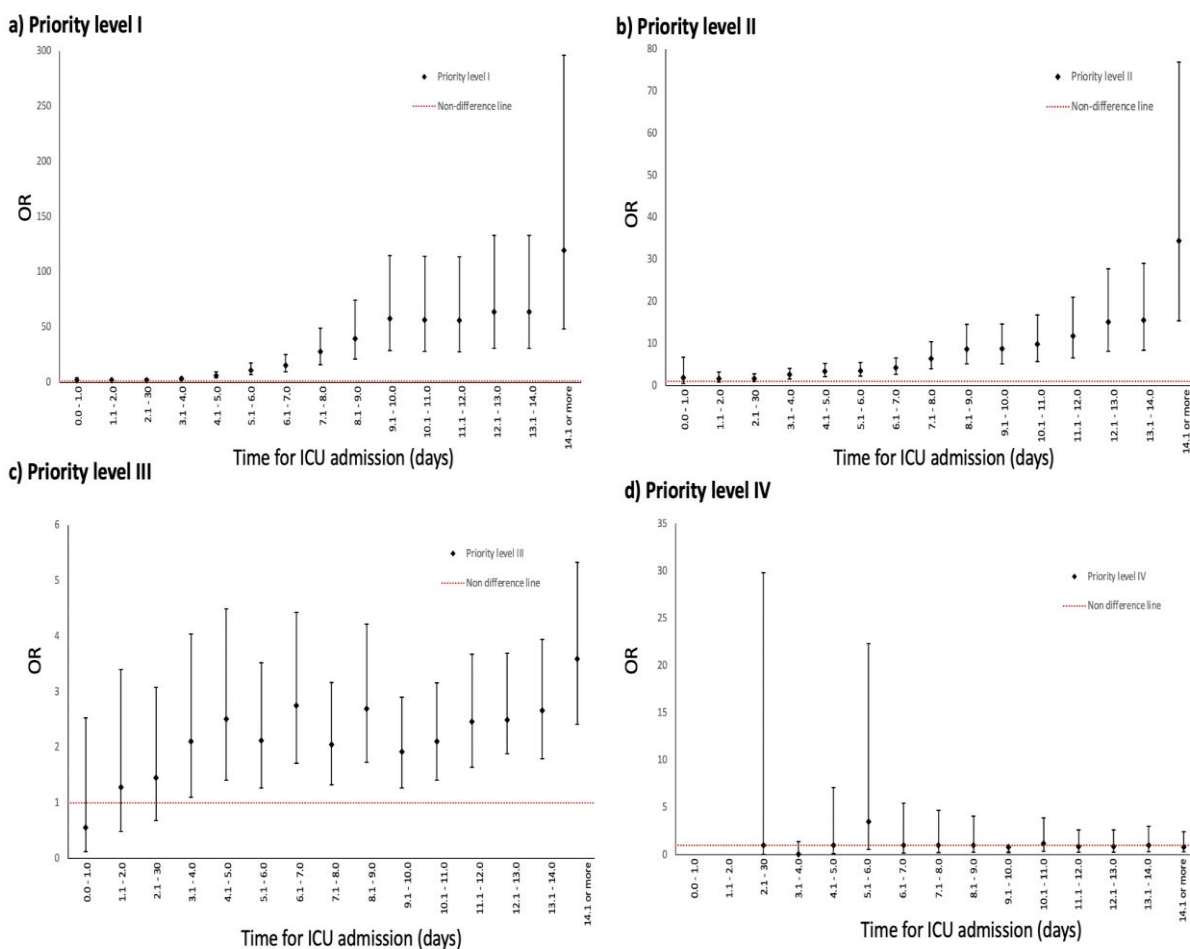 a) Priority level I
300
250
200
150
100
50
0
OR
Priority level I
Non-difference line
0.0 - 1.0
1.1 - 2.0
2.1 - 30
3.1 - 4.0
4.1 - 5.0
5.1 - 6.0
6.1 - 7.0
7.1 - 8.0
8.1 - 9.0
9.1 - 10.0
10.1 - 11.0
11.1 - 12.0
12.1 - 13.0
13.1 - 14.0
14.1 or more
Time for ICU admission (days)
b) Priority level II
80
70
60
50
40
30
20
10
0
OR
Priority level II
Non-difference line
0.0 - 1.0
1.1 - 2.0
2.1 - 30
3.1 - 4.0
4.1 - 5.0
5.1 - 6.0
6.1 - 7.0
7.1 - 8.0
8.1 - 9.0
9.1 - 10.0
10.1 - 11.0
11.1 - 12.0
12.1 - 13.0
13.1 - 14.0
14.1 or more
Time for ICU admission (days)
c) Priority level III
6
5
4
3
2
1
0
OR
Priority level III
Non difference line
0.0 - 1.0
1.1 - 2.0
2.1 - 30
3.1 - 4.0
4.1 - 5.0
5.1 - 6.0
6.1 - 7.0
7.1 - 8.0
8.1 - 9.0
9.1 - 10.0
10.1 - 11.0
11.1 - 12.0
12.1 - 13.0
13.1 - 14.0
14.1 or more
Time for ICU admission (days)
d) Priority level IV
35
30
25
20
15
10
5
0
OR
Priority level IV
Non difference line
0.0 - 1.0
1.1 - 2.0
2.1 - 30
3.1 - 4.0
4.1 - 5.0
5.1 - 6.0
6.1 - 7.0
7.1 - 8.0
8.1 - 9.0
9.1 - 10.0
10.1 - 11.0
11.1 - 12.0
12.1 - 13.0
13.1 - 14.0
14.1 or more
Time for ICU admission (days)